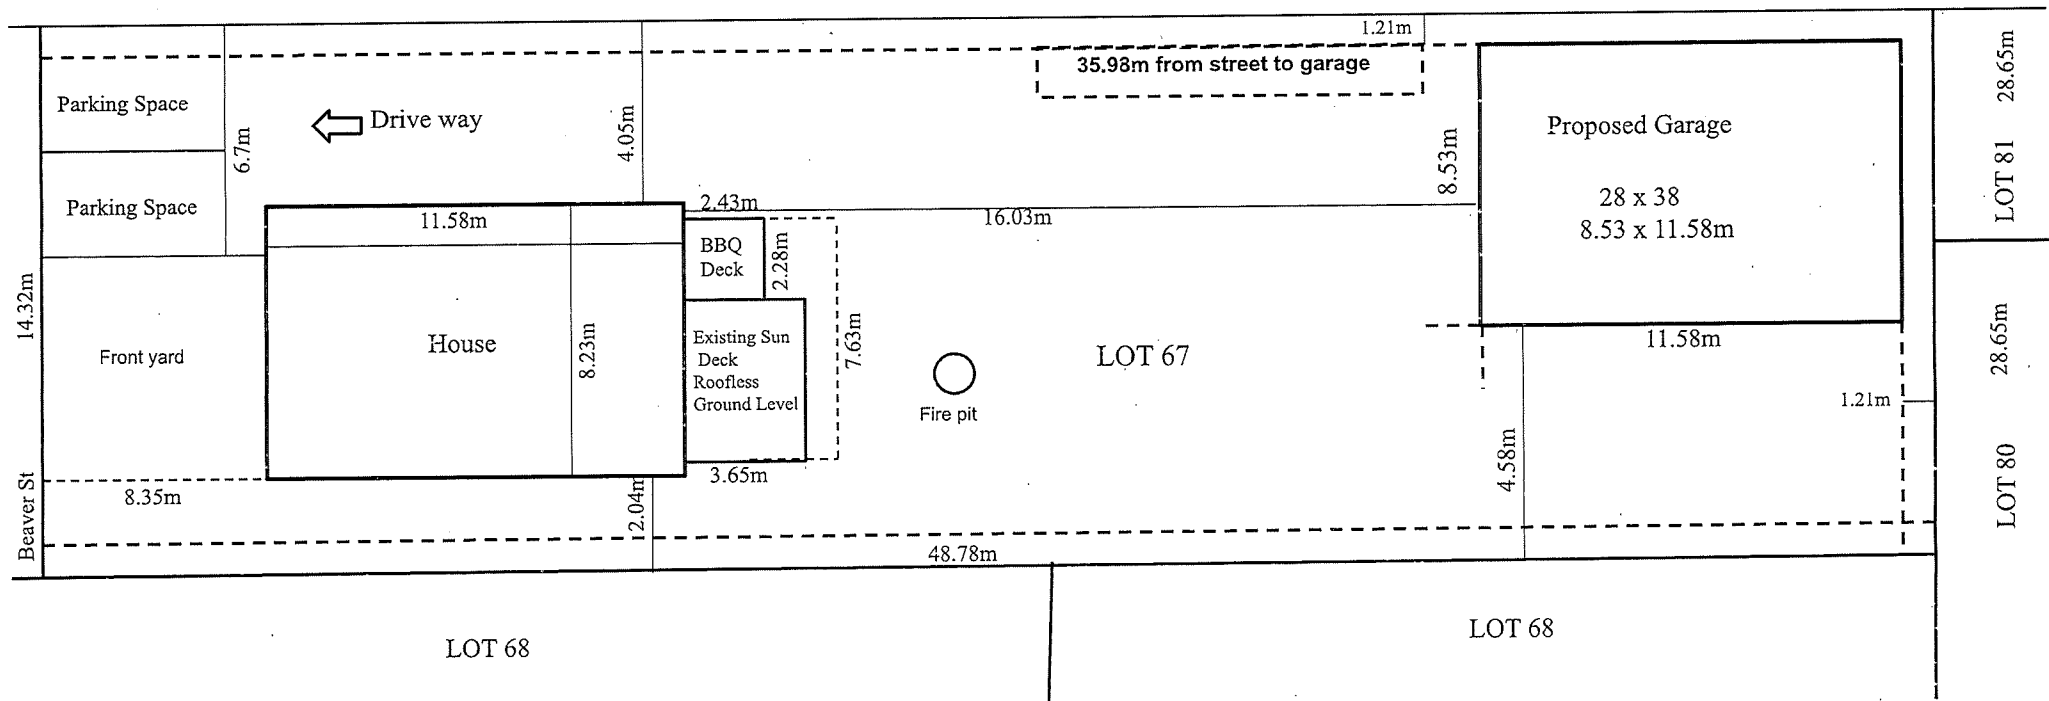 1.21m
35.98m from street to garage
Parking Space
Drive way
6.7m
4.05m
Parking Space
8.53m
Proposed Garage
28 x 38
8.53 x 11.58m
28.65m
LOT 81
11.58m
2.43m
16.03m
BBQ
Deck
2.28m
14.32m
Front yard
House
8.23m
Existing Sun
Deck
Roofless
Ground Level
7.63m
Fire pit
LOT 67
11.58m
28.65m
1.21m
Beaver St
8.35m
2.04m
3.65m
4.58m
LOT 80
48.78m
LOT 68
LOT 68